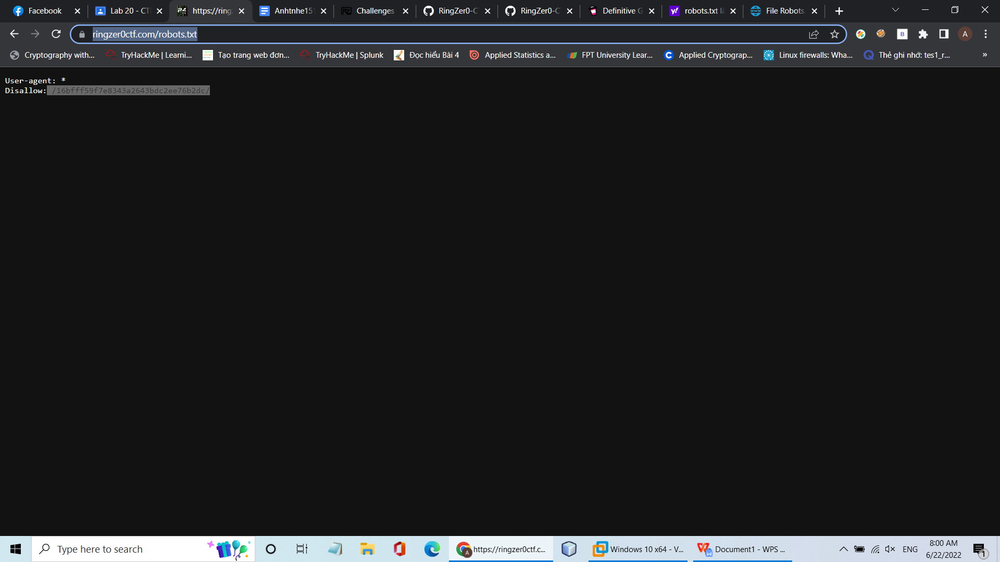 Facebook
Lab 20 - CT
https://ring
Anhtnhe151
Challenges
RingZer0-C
RingZer0-C
Definitive G
robots.txt là
File Robots.
ringzer0ctf.com/robots.txt
A
Cryptography with...
TryHackMe | Learni...
Tạo trang web đơn...
TryHackMe | Splunk
Đọc hiểu Bài 4
Applied Statistics a...
FPT University Lear...
Applied Cryptograp...
Linux firewalls: Wha...
Thẻ ghi nhớ: tes1_r...
»
User-agent: *
Disallow: /16bfff59f7e8343a2643bdc2ee76b2dc/
Type here to search
https://ringzer0ctf.c...
Windows 10 x64 - V...
Document1 - WPS ...
ENG
8:00 AM
6/22/2022
1